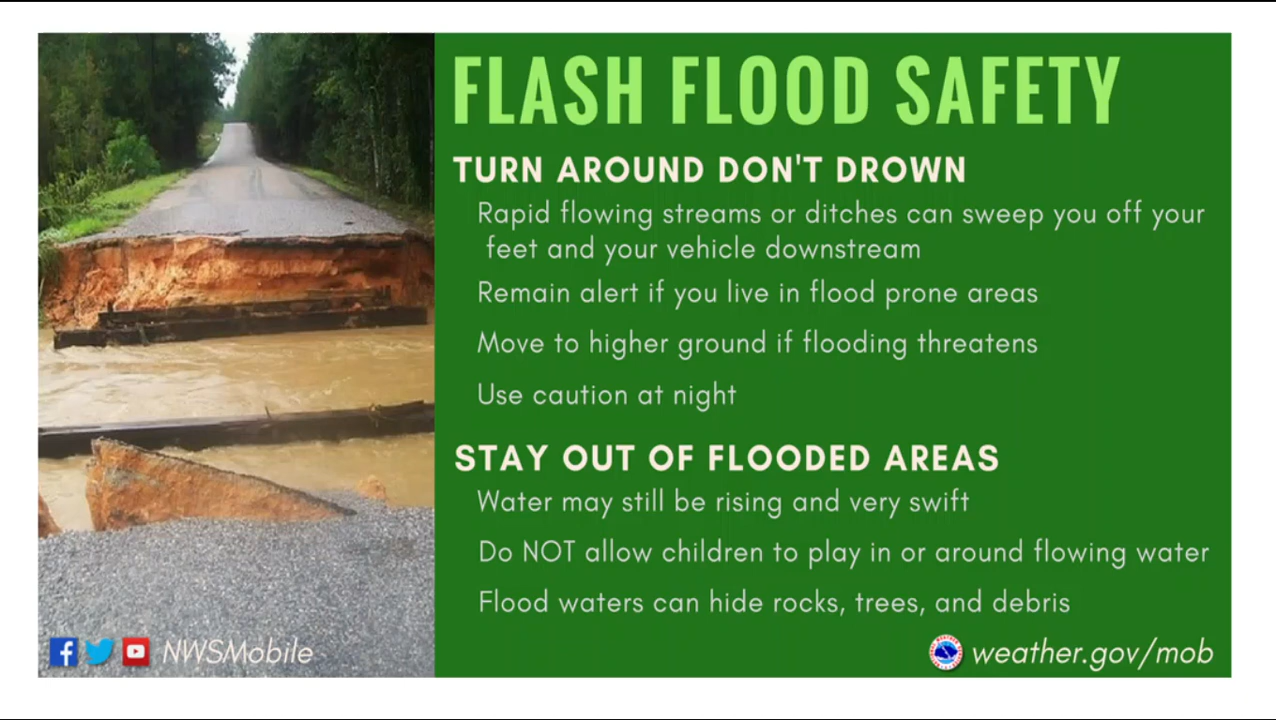 FLASH FLOOD SAFETY
TURN AROUND DON'T DROWN
Rapid flowing streams or ditches can sweep you off your
feet and your vehicle downstream
Remain alert if you live in flood prone areas
Move to higher ground if flooding threatens
Use caution at night
STAY OUT OF FLOODED AREAS
Water may still be rising and very swift
Do NOT allow children to play in or around flowing water
Flood waters can hide rocks, trees, and debris
NWSMobile
weather.gov/mob